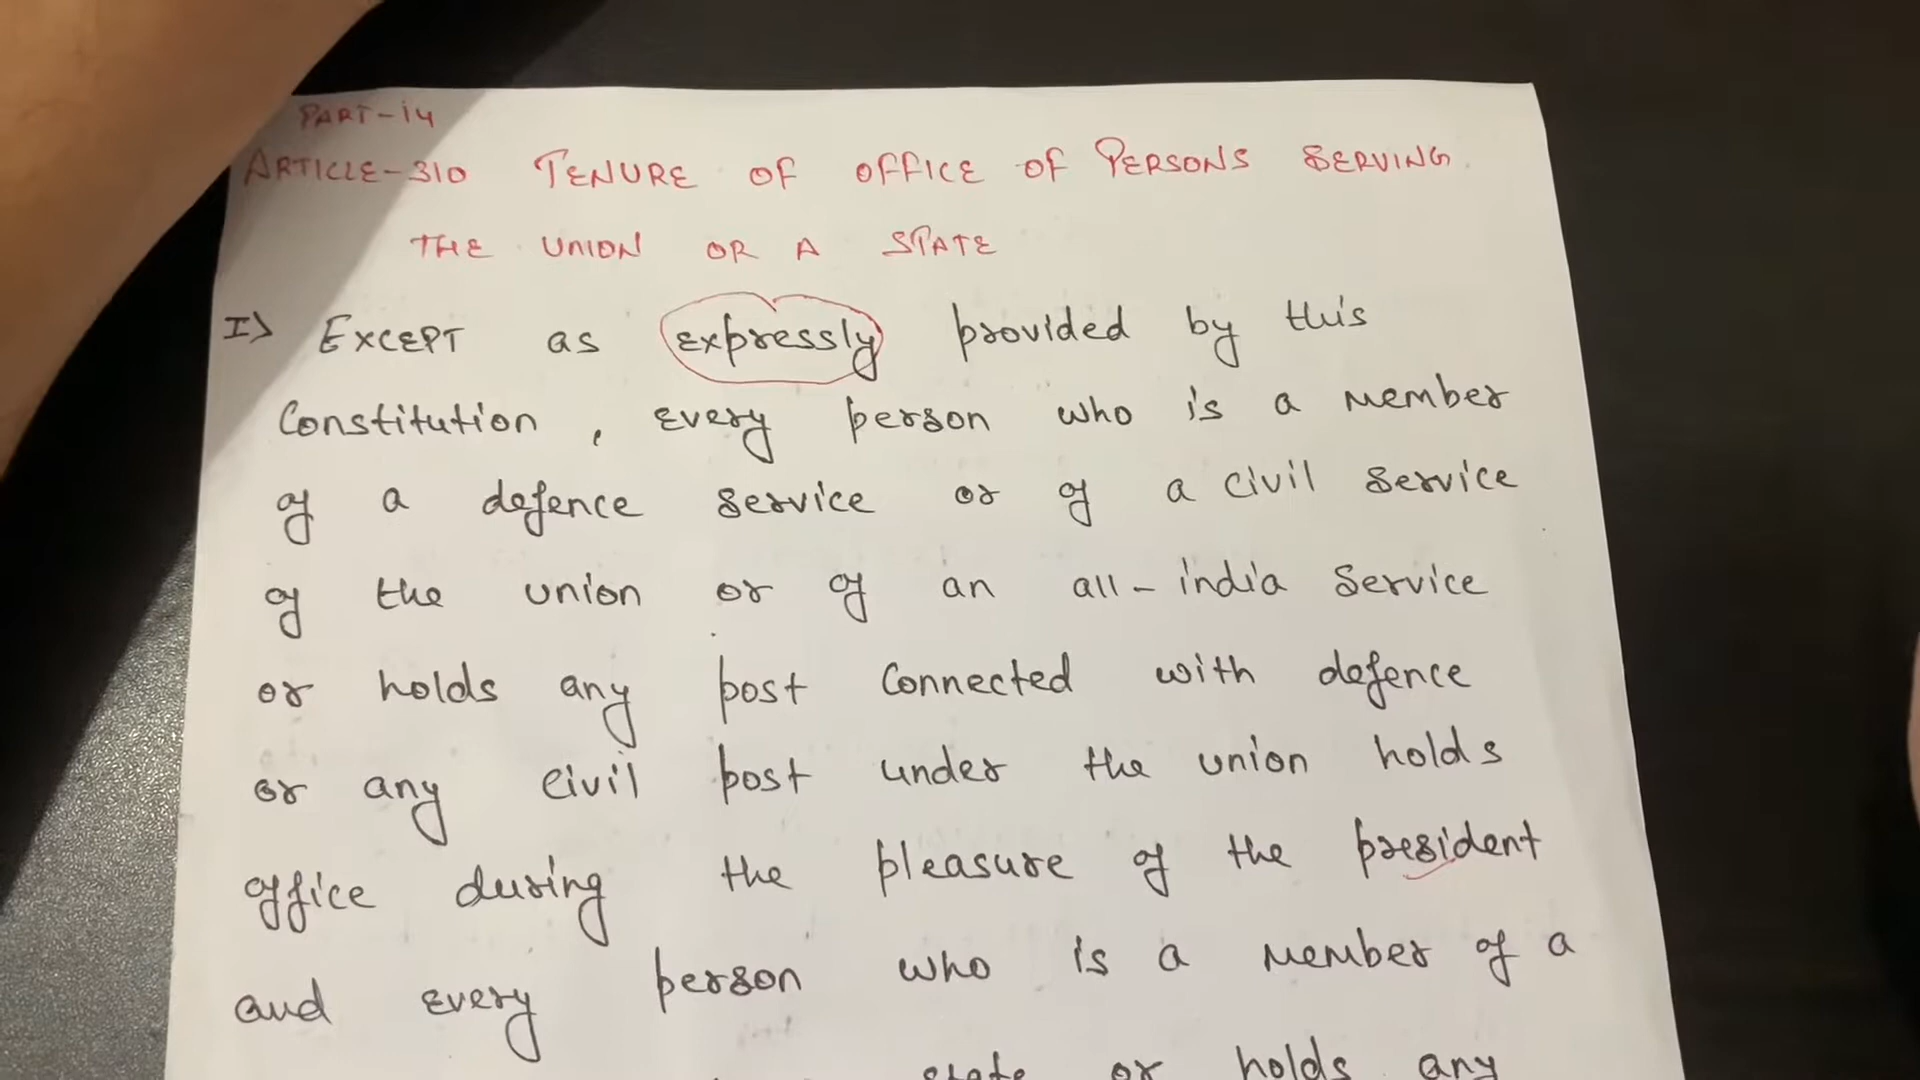 PART-14
ARTICLE-310 TENURE OF OFFICE OF PERSONS SERVING
THE UNION OR A STATE
I) EXCEPT as expressly provided by this
Constitution, every person who is a member
of a defence service or of a civil service
of the union or of an all-india service
or holds any post connected with defence
or any civil post under the union holds
office during the pleasure of the president
and every person who is a member of a
state or holds any